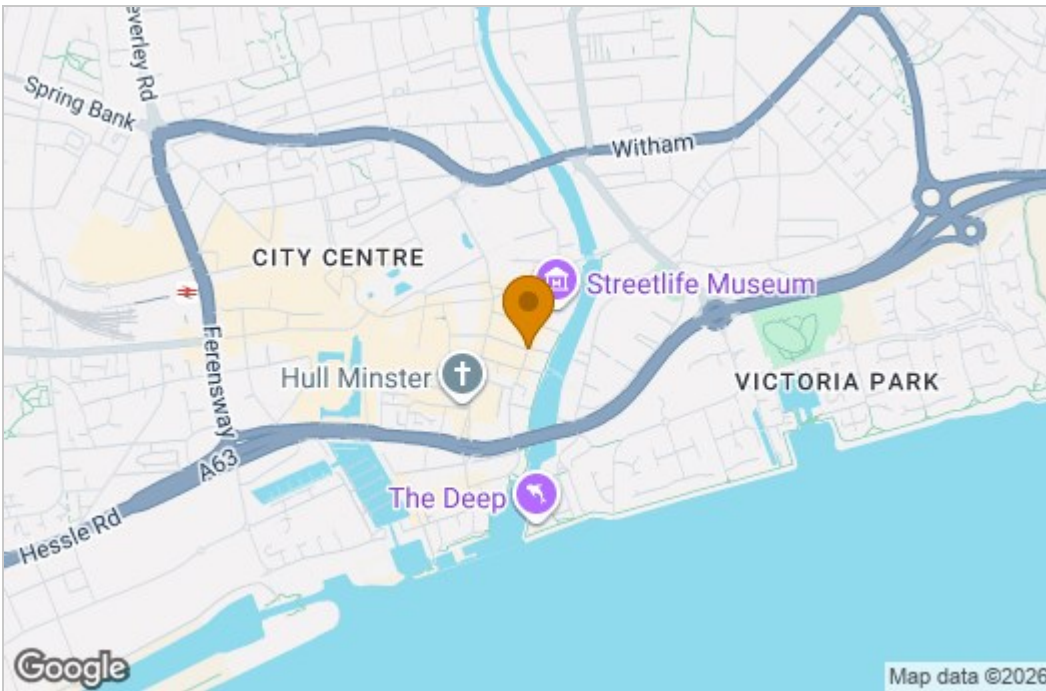 everley Rd
Spring Bank
Witham
CITY CENTRE
Streetlife Museum
Ferensway
Hull Minster
VICTORIA PARK
A63
The Deep
Hessle Rd
Google
Map data ©2026